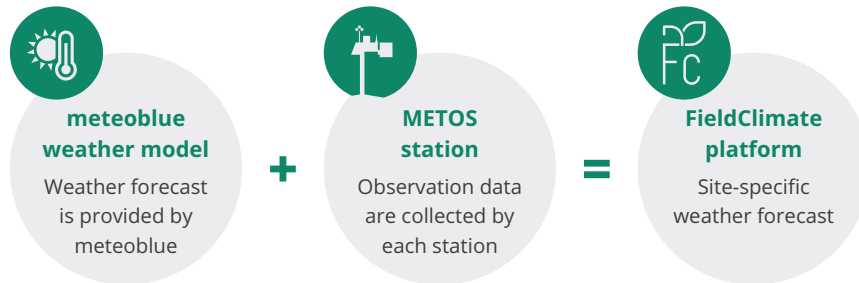 meteoblue
weather model
Weather forecast
is provided by
meteoblue
+
METOS
station
Observation data
are collected by
each station
=
FC
FieldClimate
platform
Site-specific
weather forecast